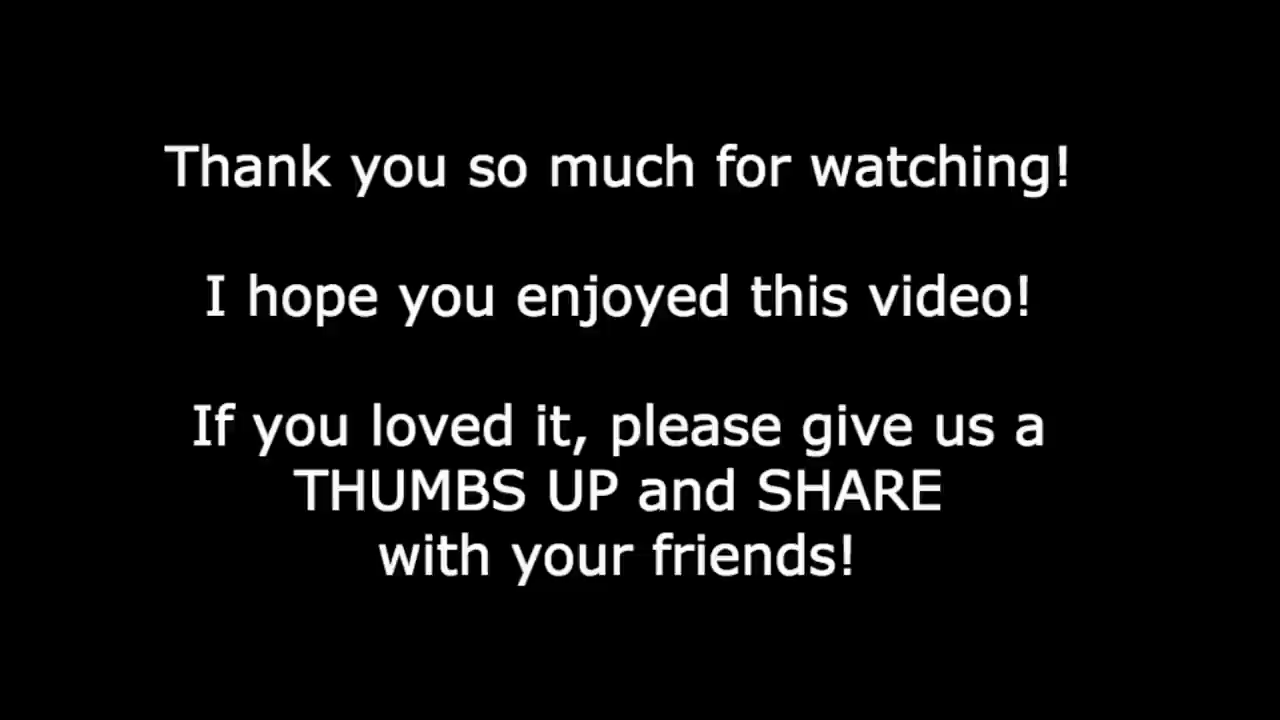 Thank you so much for watching!
I hope you enjoyed this video!
If you loved it, please give us a
THUMBS UP and SHARE
with your friends!